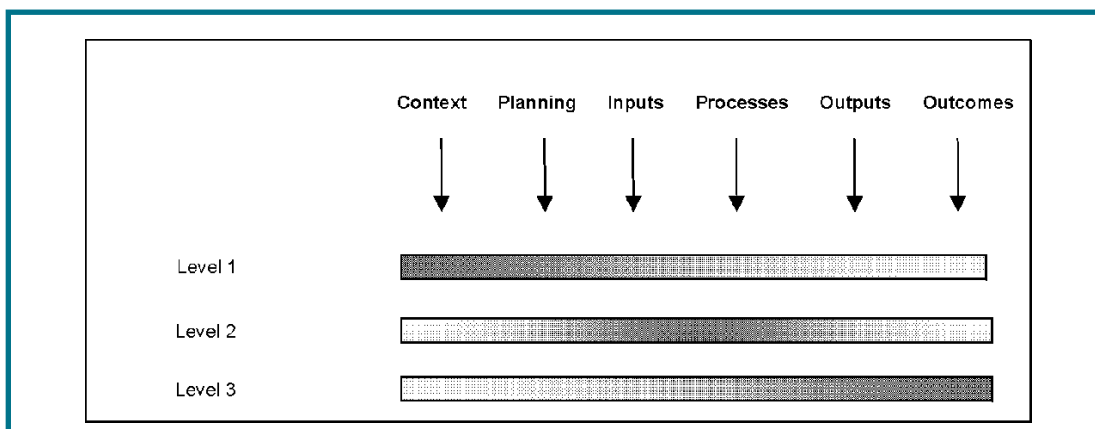 Context Planning Inputs Processes Outputs Outcomes
Level 1
Level 2
Level 3